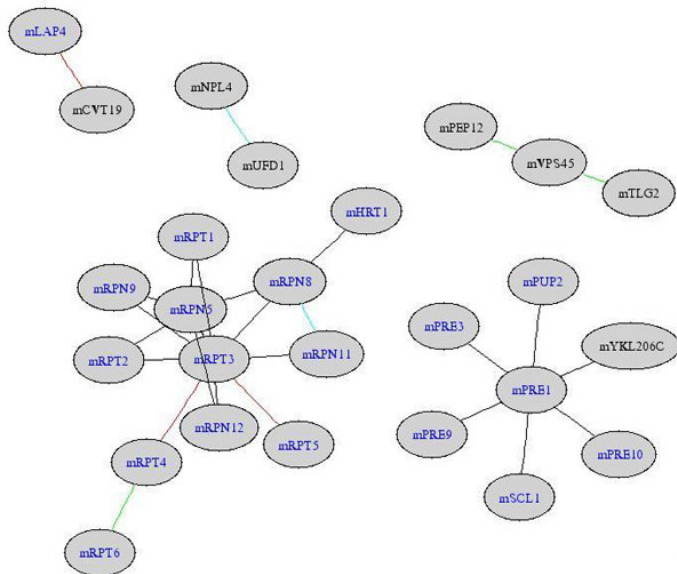 mLAP4
mCVT19
mNPL4
mUFD1
mPEP12
mVPS45
mTLG2
mHRT1
mRPT1
mRPN9
mRPN8
mRPN5
mRPT2
mRPT3
mRPN11
mRPN12
mRPT5
mRPT4
mRPT6
mPUP2
mPRE3
mYKL206C
mPRE1
mPRE9
mPRE10
mSCL1